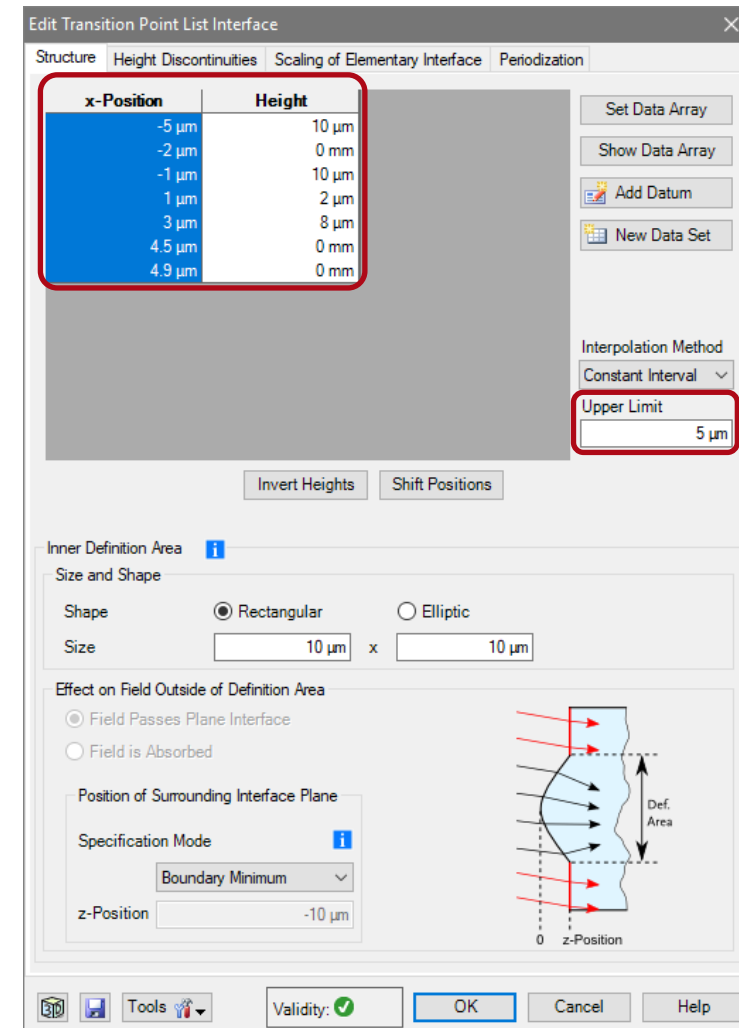 Edit Transition Point List Interface
Structure Height Discontinuities Scaling of Elementary Interface Periodization
x-Position Height
-5 µm 10 µm
-2 µm 0 mm
-1 µm 10 µm
1 µm 2 µm
3 µm 8 µm
4.5 µm 0 mm
4.9 µm 0 mm
Set Data Array
Show Data Array
Add Datum
New Data Set
Interpolation Method
Constant Interval
Upper Limit
5 µm
Invert Heights Shift Positions
Inner Definition Area
Size and Shape
Shape Rectangular Elliptic
Size 10 µm x 10 µm
Effect on Field Outside of Definition Area
Field Passes Plane Interface
Field is Absorbed
Position of Surrounding Interface Plane
Specification Mode
Boundary Minimum
z-Position -10 µm
Def.
Area
0 z-Position
3D Tools Validity: OK Cancel Help